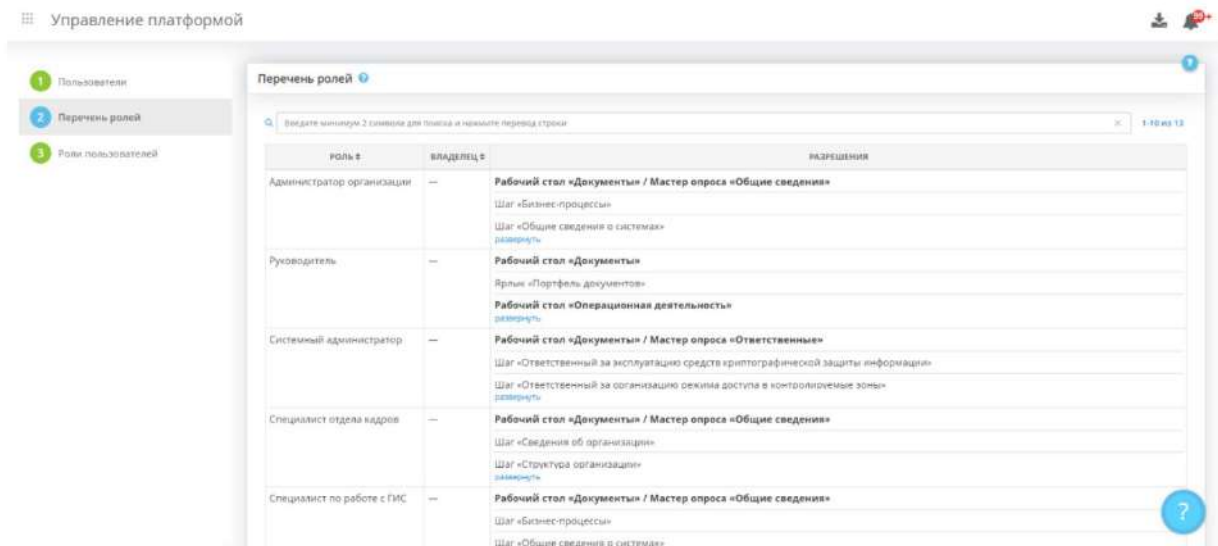 Управление платформой
99+
1 Пользователи
2 Перечень ролей
3 Роли пользователей
Перечень ролей ?
?
Введите минимум 2 символа для поиска и нажмите перевод строки
1-10 из 13
РОЛЬ
ВЛАДЕЛЕЦ
РАЗРЕШЕНИЯ
Администратор организации
—
Рабочий стол «Документы» / Мастер опроса «Общие сведения»
Шаг «Бизнес-процессы»
Шаг «Общие сведения о системах»
развернуть
Руководитель
—
Рабочий стол «Документы»
Ярлык «Портфель документов»
Рабочий стол «Операционная деятельность»
развернуть
Системный администратор
—
Рабочий стол «Документы» / Мастер опроса «Ответственные»
Шаг «Ответственный за эксплуатацию средств криптографической защиты информации»
Шаг «Ответственный за организацию режима доступа в контролируемые зоны»
развернуть
Специалист отдела кадров
—
Рабочий стол «Документы» / Мастер опроса «Общие сведения»
Шаг «Сведения об организации»
Шаг «Структура организации»
развернуть
Специалист по работе с ГИС
—
Рабочий стол «Документы» / Мастер опроса «Общие сведения»
Шаг «Бизнес-процессы»
Шаг «Общие сведения о системах»
?